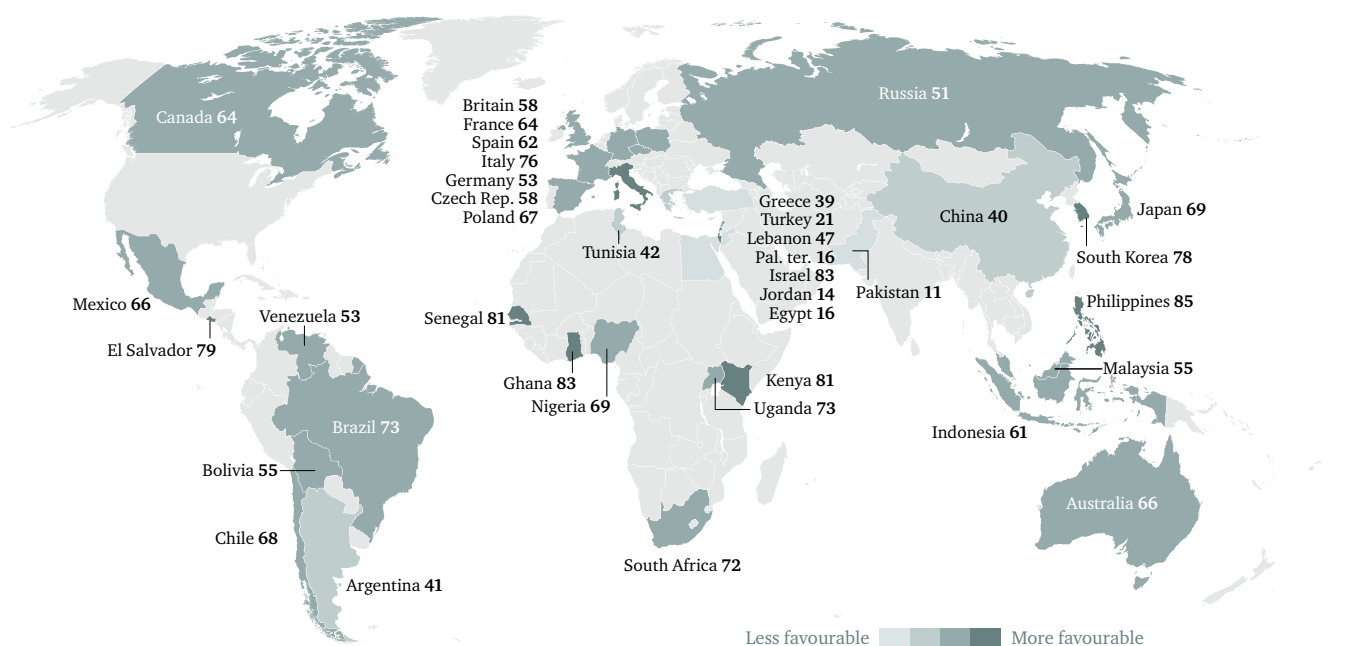 Canada 64
Russia 51
Britain 58
France 64
Spain 62
Italy 76
Germany 53
Czech Rep. 58
Poland 67
Greece 39
Turkey 21
Lebanon 47
Pal. ter. 16
Israel 83
Jordan 14
Egypt 16
China 40
Japan 69
South Korea 78
Tunisia 42
Pakistan 11
Mexico 66
Venezuela 53
El Salvador 79
Senegal 81
Philippines 85
Malaysia 55
Ghana 83
Nigeria 69
Kenya 81
Uganda 73
Indonesia 61
Brazil 73
Bolivia 55
Australia 66
Chile 68
South Africa 72
Argentina 41
Less favourable
More favourable